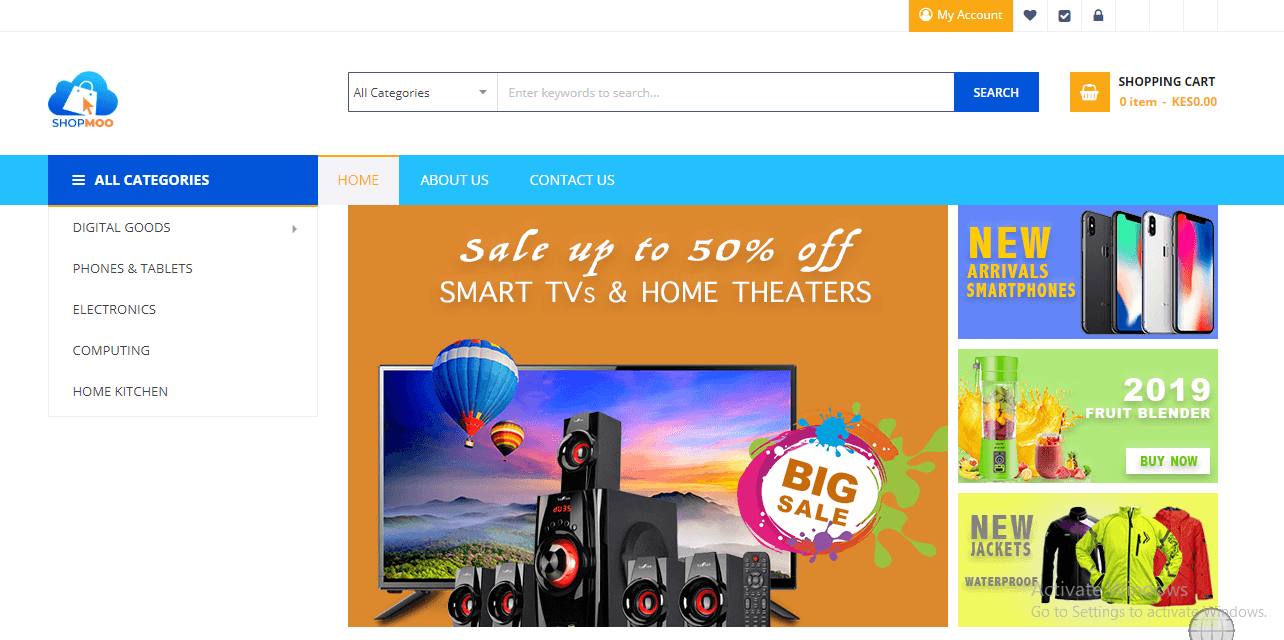 My Account
SHOPMOO
All Categories
Enter keywords to search...
SEARCH
SHOPPING CART
0 item - KES0.00
ALL CATEGORIES
HOME
ABOUT US
CONTACT US
DIGITAL GOODS
PHONES & TABLETS
ELECTRONICS
COMPUTING
HOME KITCHEN
Sale up to 50% off
SMART TVs & HOME THEATERS
BIG
SALE
NEW
ARRIVALS
SMARTPHONES
2019
FRUIT BLENDER
BUY NOW
NEW
JACKETS
WATERPROOF
Activate Windows
Go to Settings to activate Windows.